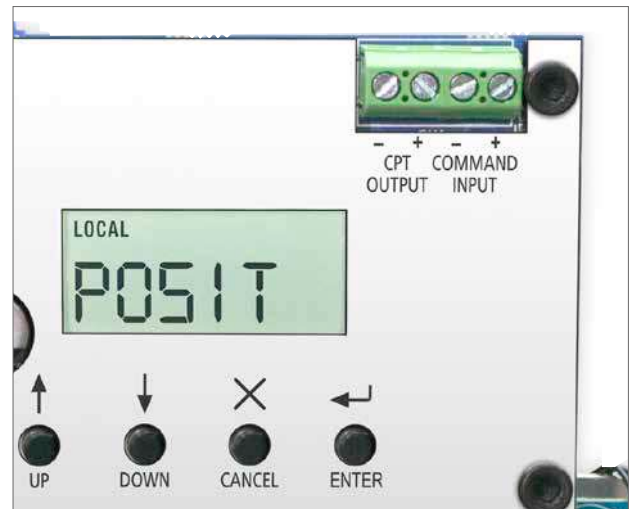 - + - +
CPT COMMAND
OUTPUT INPUT
LOCAL
POSIT
UP DOWN CANCEL ENTER